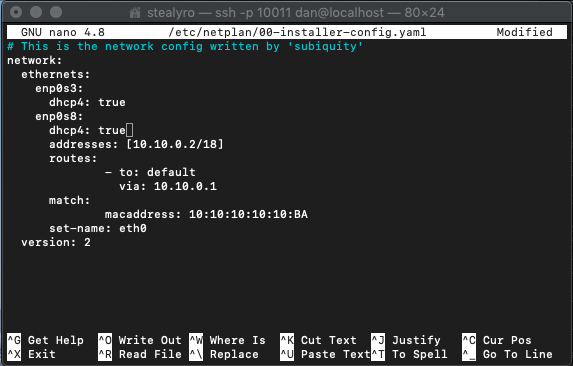 stealyro — ssh -p 10011 dan@localhost — 80×24
GNU nano 4.8 /etc/netplan/00-installer-config.yaml Modified
# This is the network config written by 'subiquity'
network:
  ethernets:
    enp0s3:
      dhcp4: true
    enp0s8:
      dhcp4: true
      addresses: [10.10.0.2/18]
      routes:
              – to: default
                via: 10.10.0.1
      match:
              macaddress: 10:10:10:10:10:BA
      set-name: eth0
  version: 2
^G Get Help ^O Write Out ^W Where Is ^K Cut Text ^J Justify ^C Cur Pos
^X Exit ^R Read File ^\ Replace ^U Paste Text ^T To Spell ^_ Go To Line